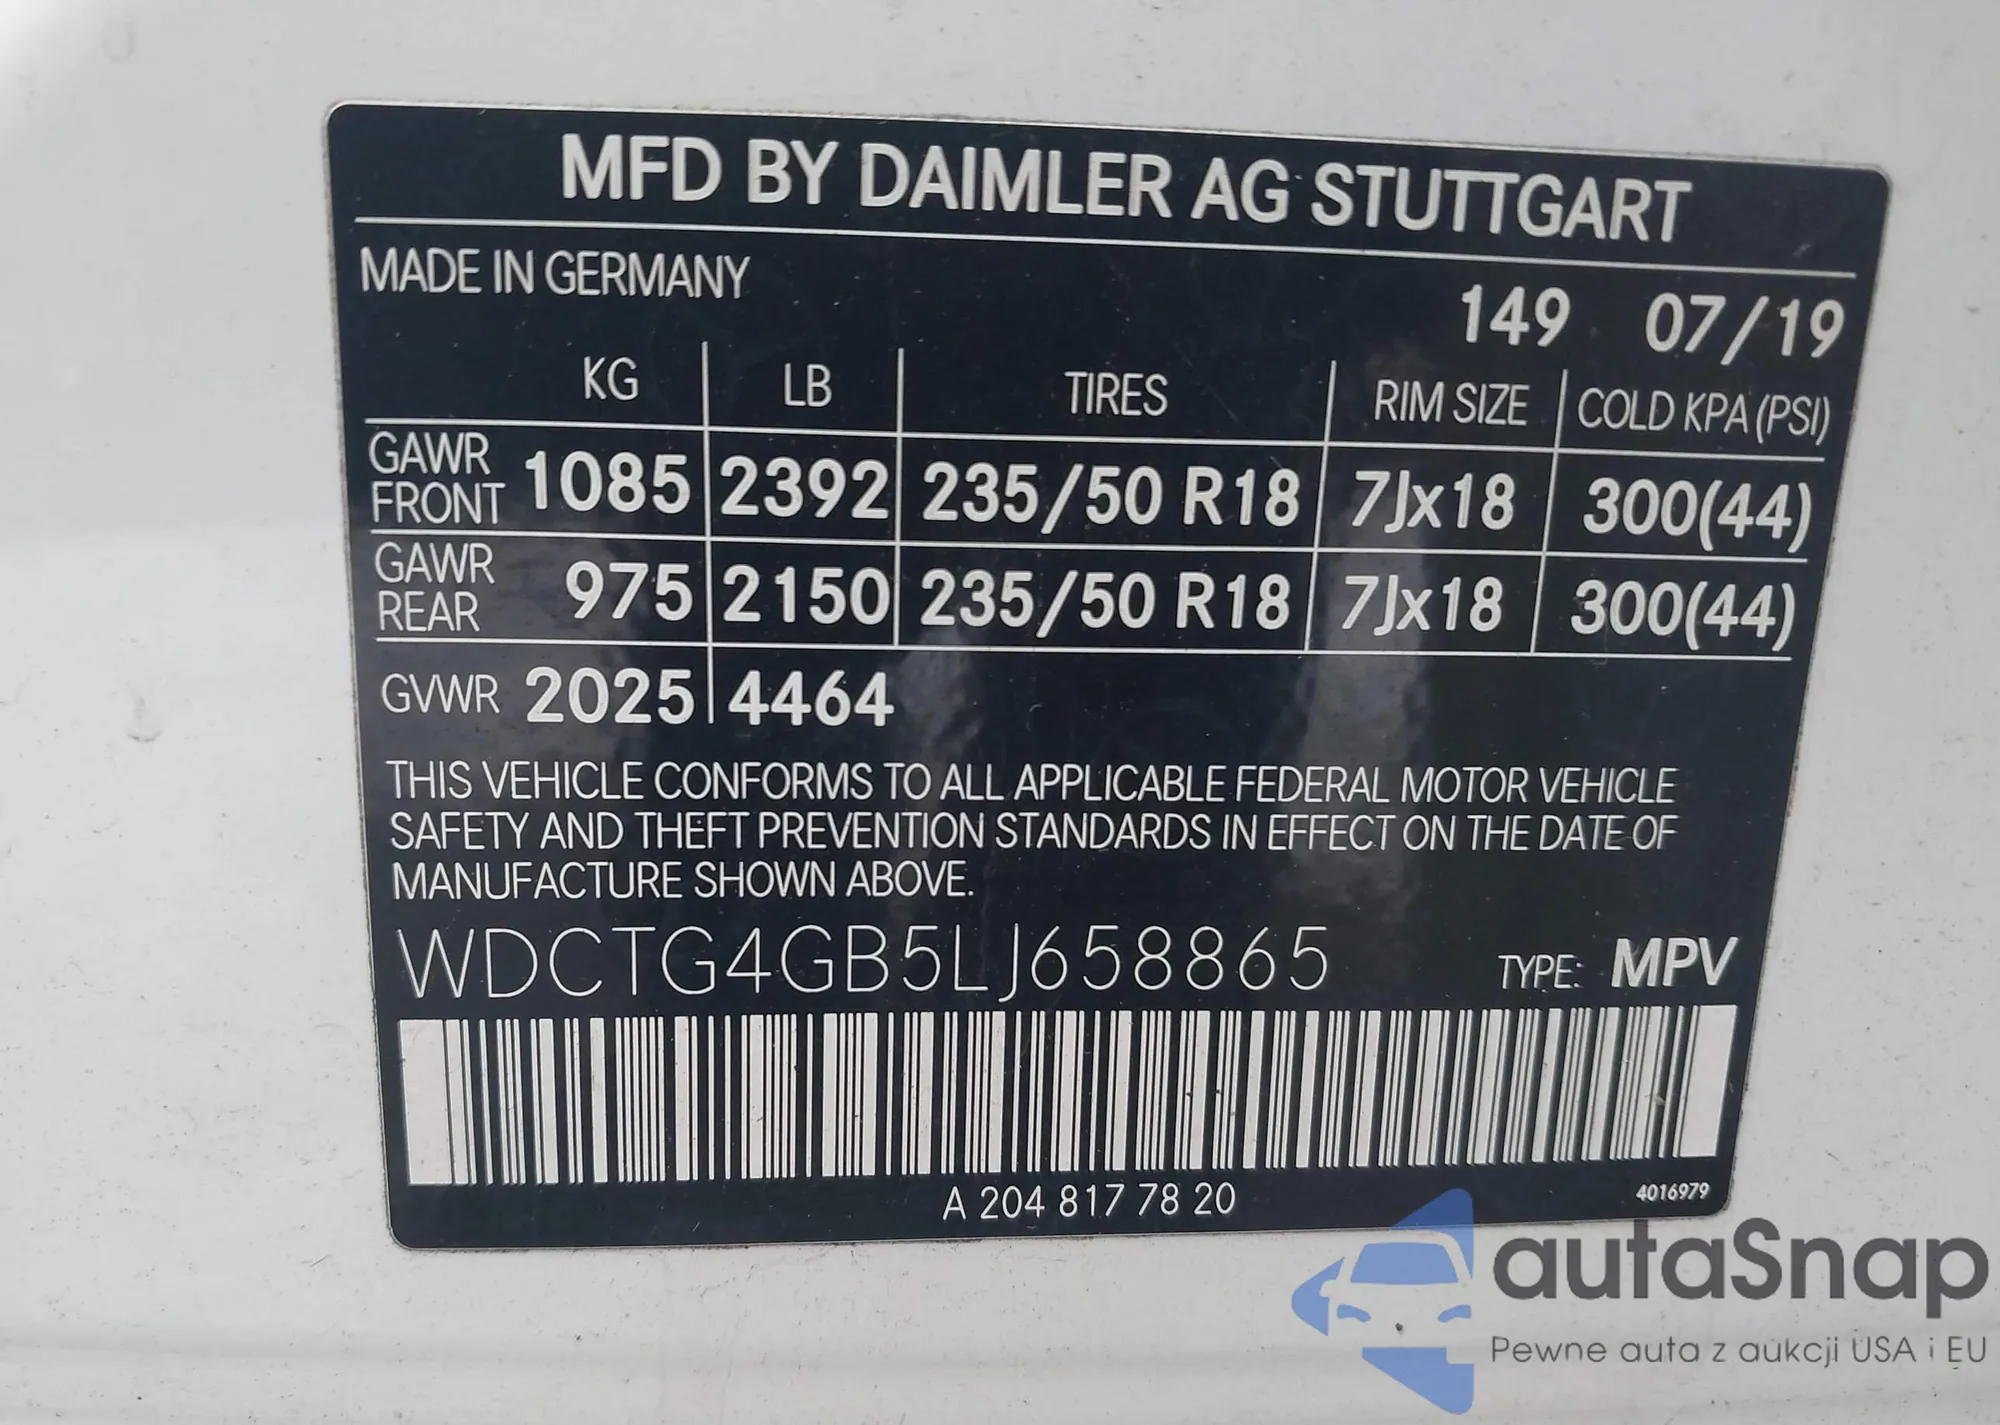 MFD BY DAIMLER AG STUTTGART
MADE IN GERMANY
149 07/19
KG LB TIRES RIM SIZE COLD KPA (PSI)
GAWR FRONT 1085 2392 235/50 R18 7Jx18 300(44)
GAWR REAR 975 2150 235/50 R18 7Jx18 300(44)
GVWR 2025 4464
THIS VEHICLE CONFORMS TO ALL APPLICABLE FEDERAL MOTOR VEHICLE
SAFETY AND THEFT PREVENTION STANDARDS IN EFFECT ON THE DATE OF
MANUFACTURE SHOWN ABOVE.
WDCTG4GB5LJ658865 TYPE: MPV
A 204 817 78 20
4016979
autaSnap
Pewne auta z aukcji USA i EU